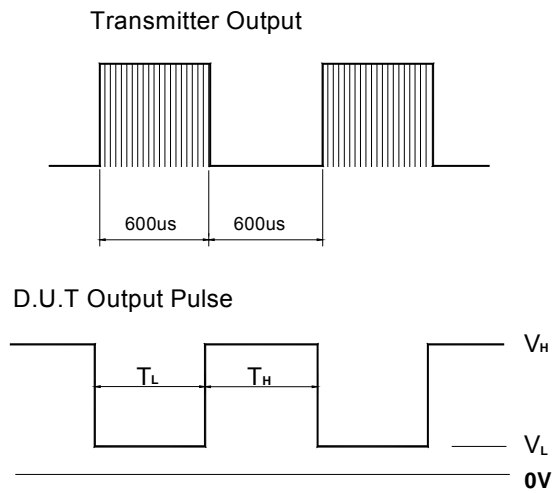 Transmitter Output
600us 600us
D.U.T Output Pulse
VH
TL TH
VL
0V